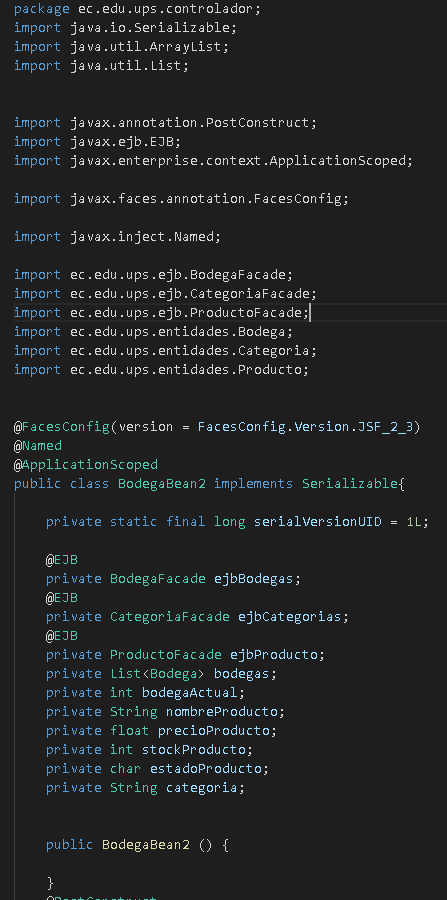 package ec.edu.ups.controlador;
import java.io.Serializable;
import java.util.ArrayList;
import java.util.List;
import javax.annotation.PostConstruct;
import javax.ejb.EJB;
import javax.enterprise.context.ApplicationScoped;
import javax.faces.annotation.FacesConfig;
import javax.inject.Named;
import ec.edu.ups.ejb.BodegaFacade;
import ec.edu.ups.ejb.CategoriaFacade;
import ec.edu.ups.ejb.ProductoFacade;
import ec.edu.ups.entidades.Bodega;
import ec.edu.ups.entidades.Categoria;
import ec.edu.ups.entidades.Producto;
@FacesConfig(version = FacesConfig.Version.JSF_2_3)
@Named
@ApplicationScoped
public class BodegaBean2 implements Serializable{
private static final long serialVersionUID = 1L;
@EJB
private BodegaFacade ejbBodegas;
@EJB
private CategoriaFacade ejbCategorias;
@EJB
private ProductoFacade ejbProducto;
private List<Bodega> bodegas;
private int bodegaActual;
private String nombreProducto;
private float precioProducto;
private int stockProducto;
private char estadoProducto;
private String categoria;
public BodegaBean2 () {
}
@PostConstruct